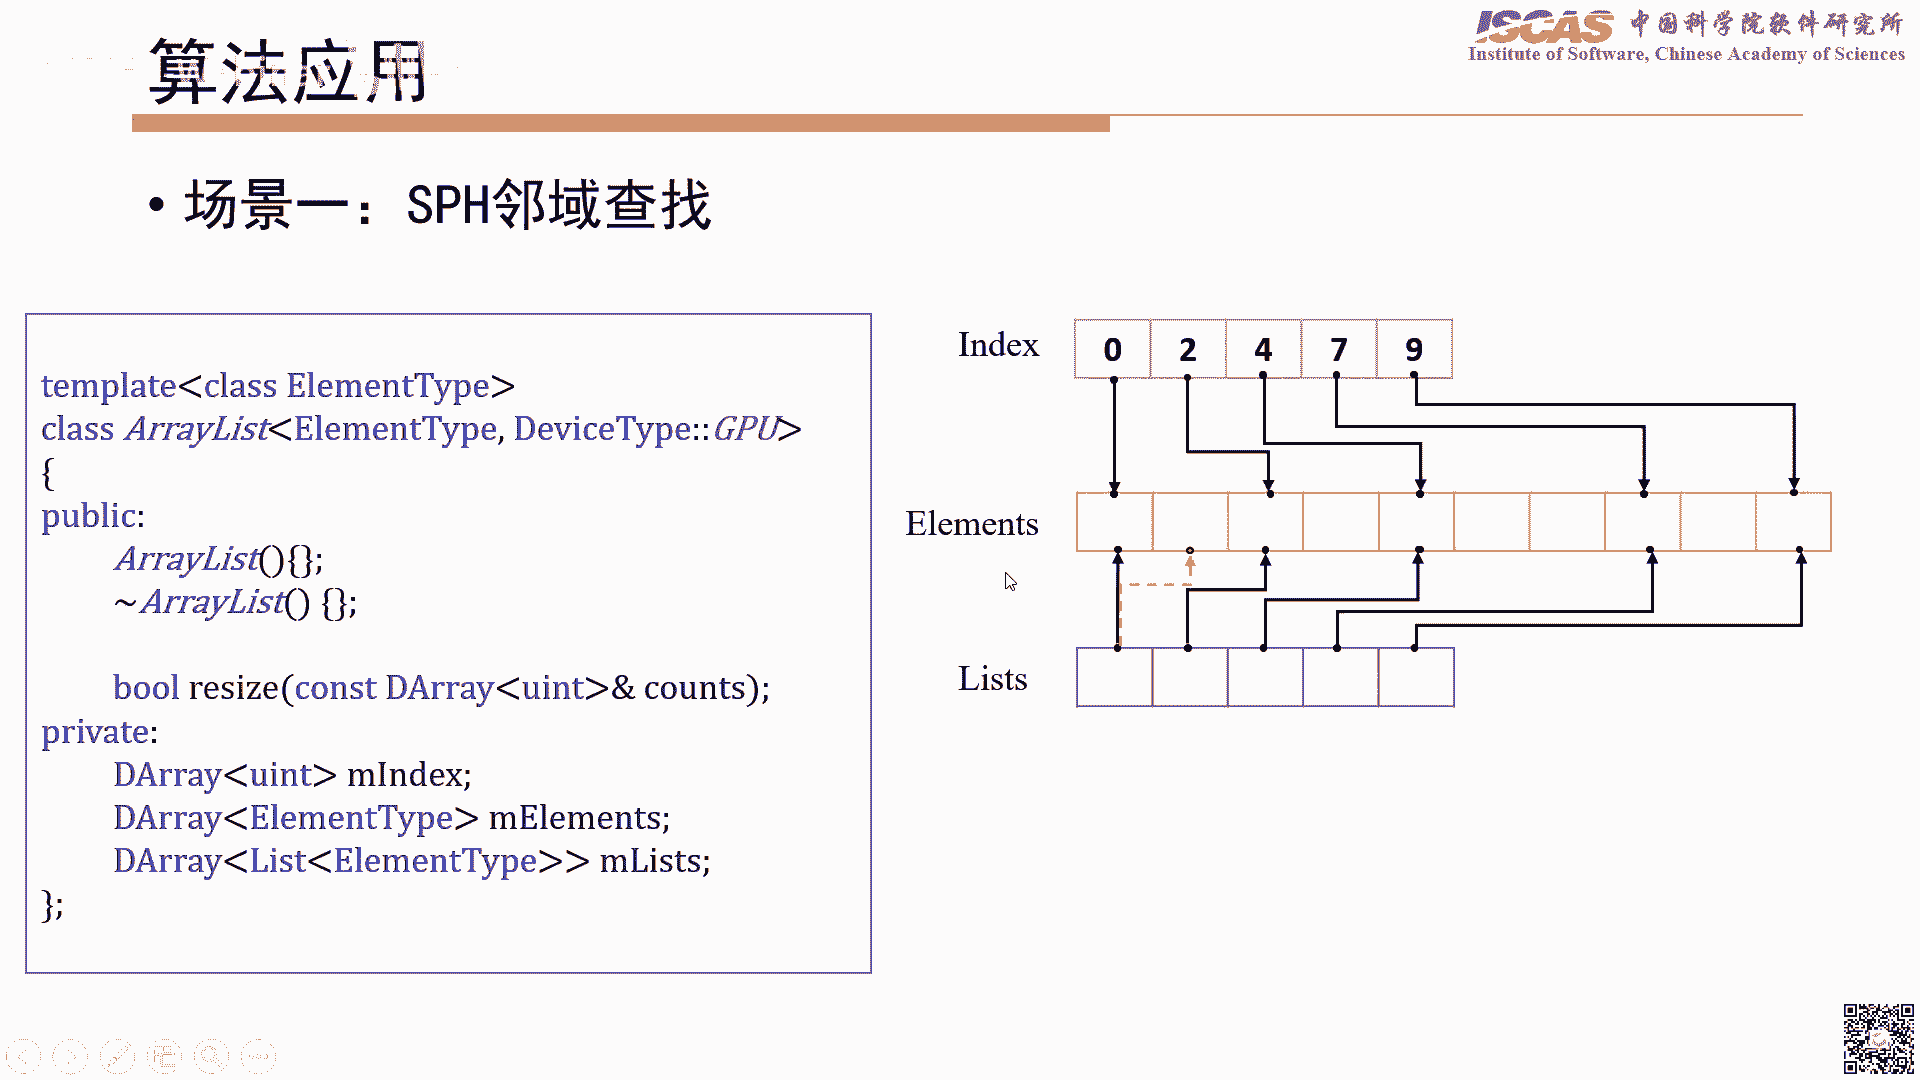 ISCAS 中国科学院软件研究所
Institute of Software, Chinese Academy of Sciences
算法应用
• 场景一：SPH邻域查找
template<class ElementType>
class ArrayList<ElementType, DeviceType::GPU>
{
public:
ArrayList(){};
~ArrayList() {};
bool resize(const DArray<uint>& counts);
private:
DArray<uint> mIndex;
DArray<ElementType> mElements;
DArray<List<ElementType>> mLists;
};
Index
0 2 4 7 9
Elements
Lists